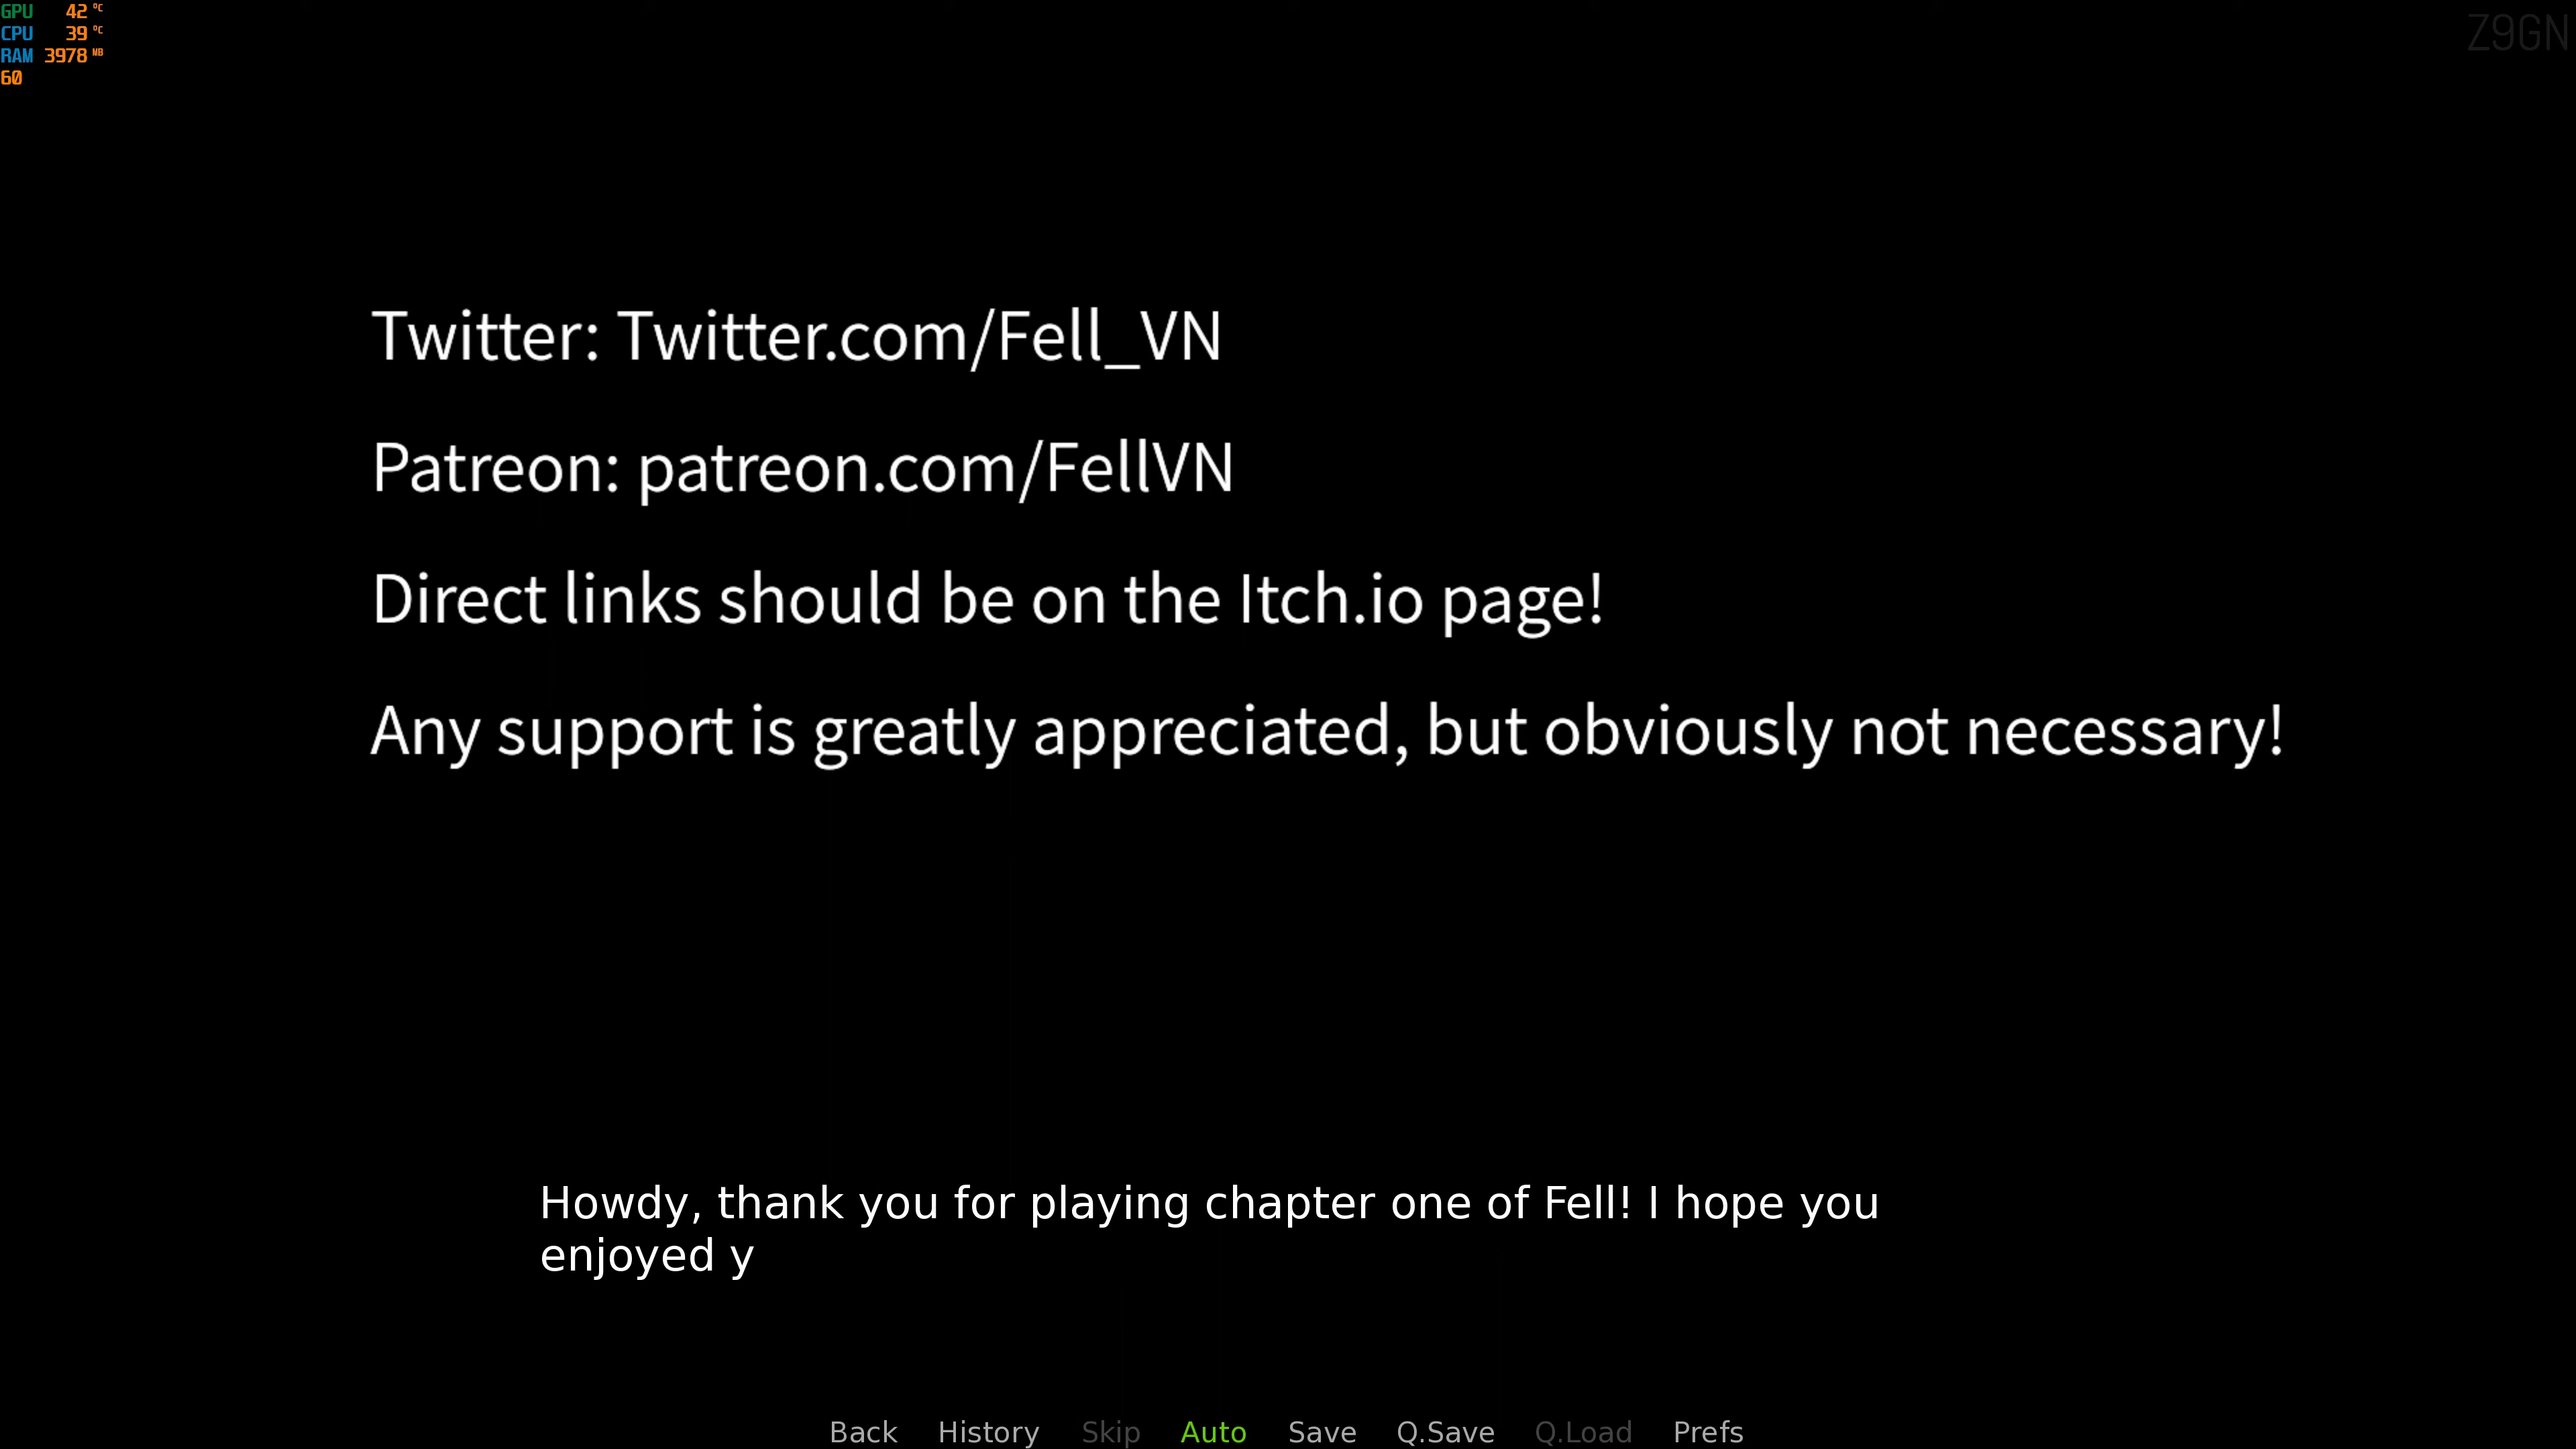 GPU 42 °C
CPU 39 °C
RAM 3978 MB
60
Z9GN
Twitter: Twitter.com/Fell_VN
Patreon: patreon.com/FellVN
Direct links should be on the Itch.io page!
Any support is greatly appreciated, but obviously not necessary!
Howdy, thank you for playing chapter one of Fell! I hope you
enjoyed y
Back History Skip Auto Save Q.Save Q.Load Prefs